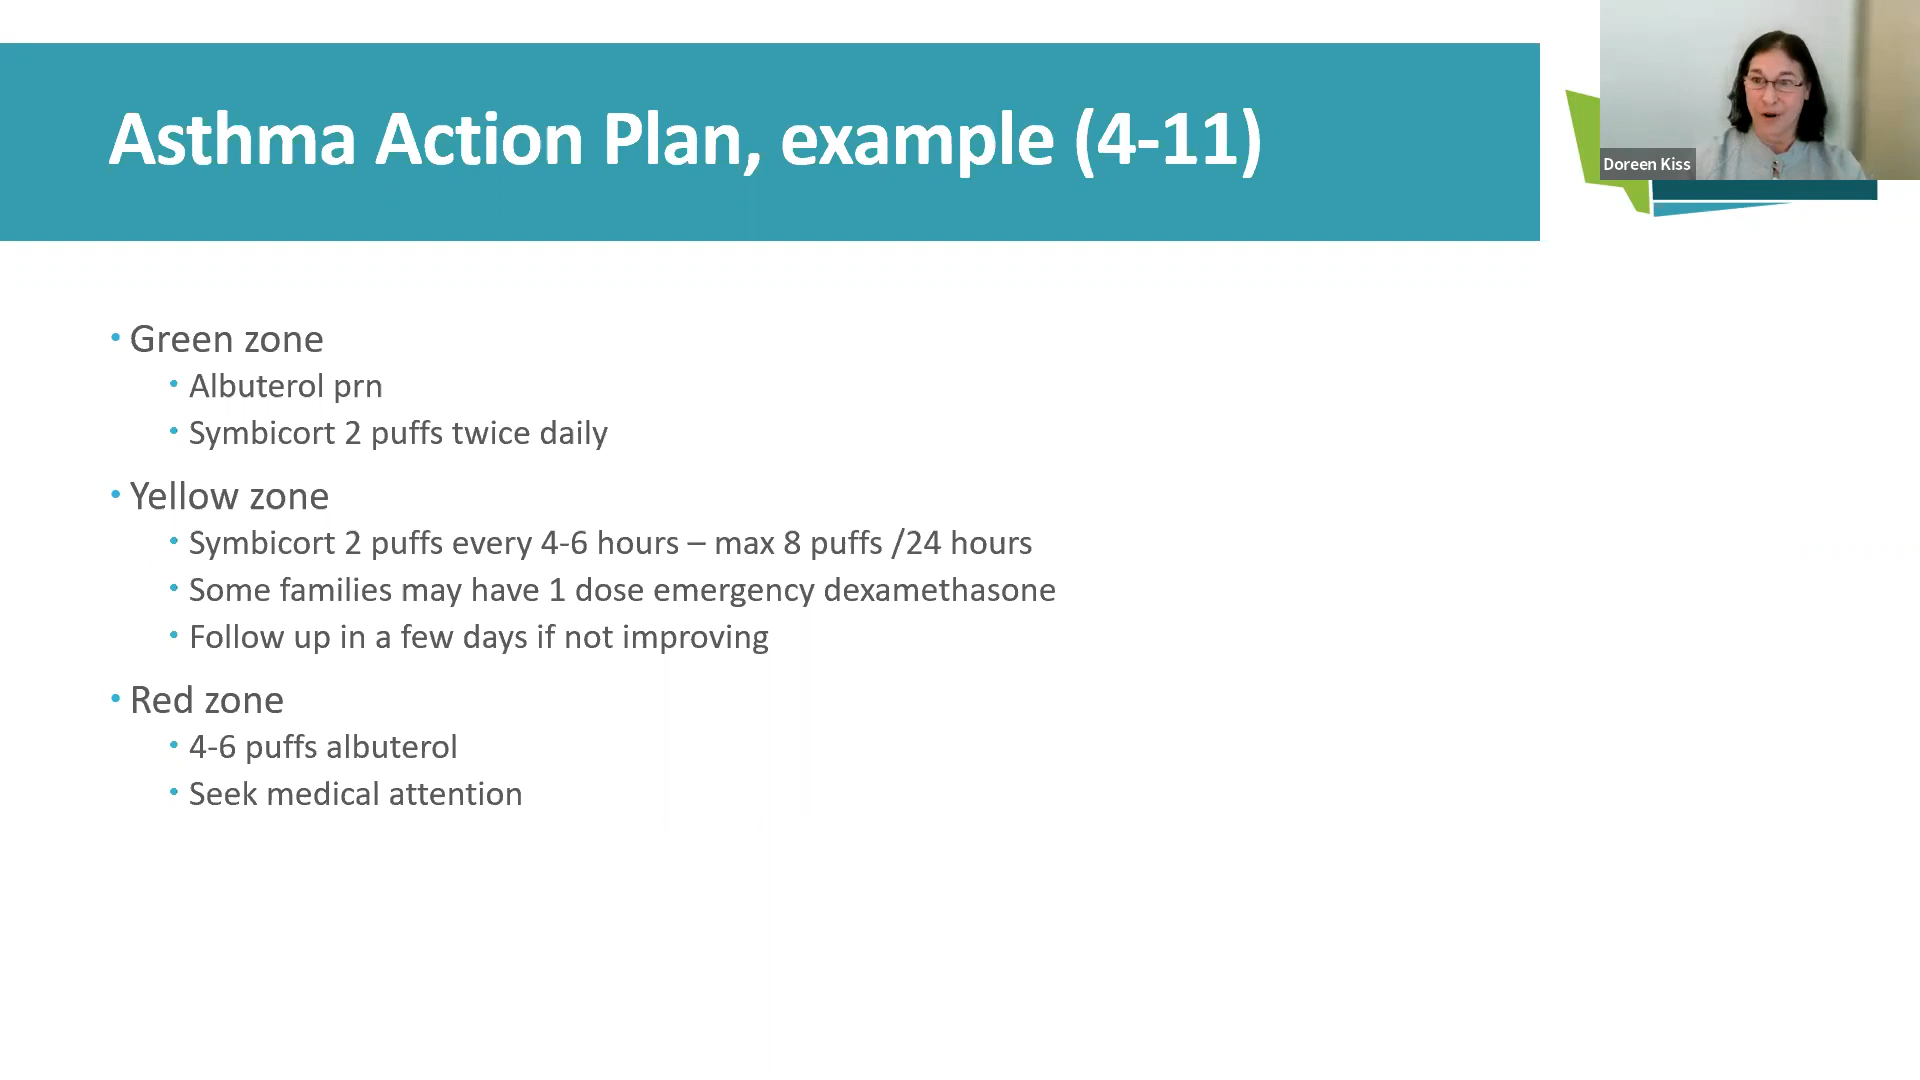 Asthma Action Plan, example (4-11)
Doreen Kiss
• Green zone
• Albuterol prn
• Symbicort 2 puffs twice daily
• Yellow zone
• Symbicort 2 puffs every 4-6 hours – max 8 puffs /24 hours
• Some families may have 1 dose emergency dexamethasone
• Follow up in a few days if not improving
• Red zone
• 4-6 puffs albuterol
• Seek medical attention